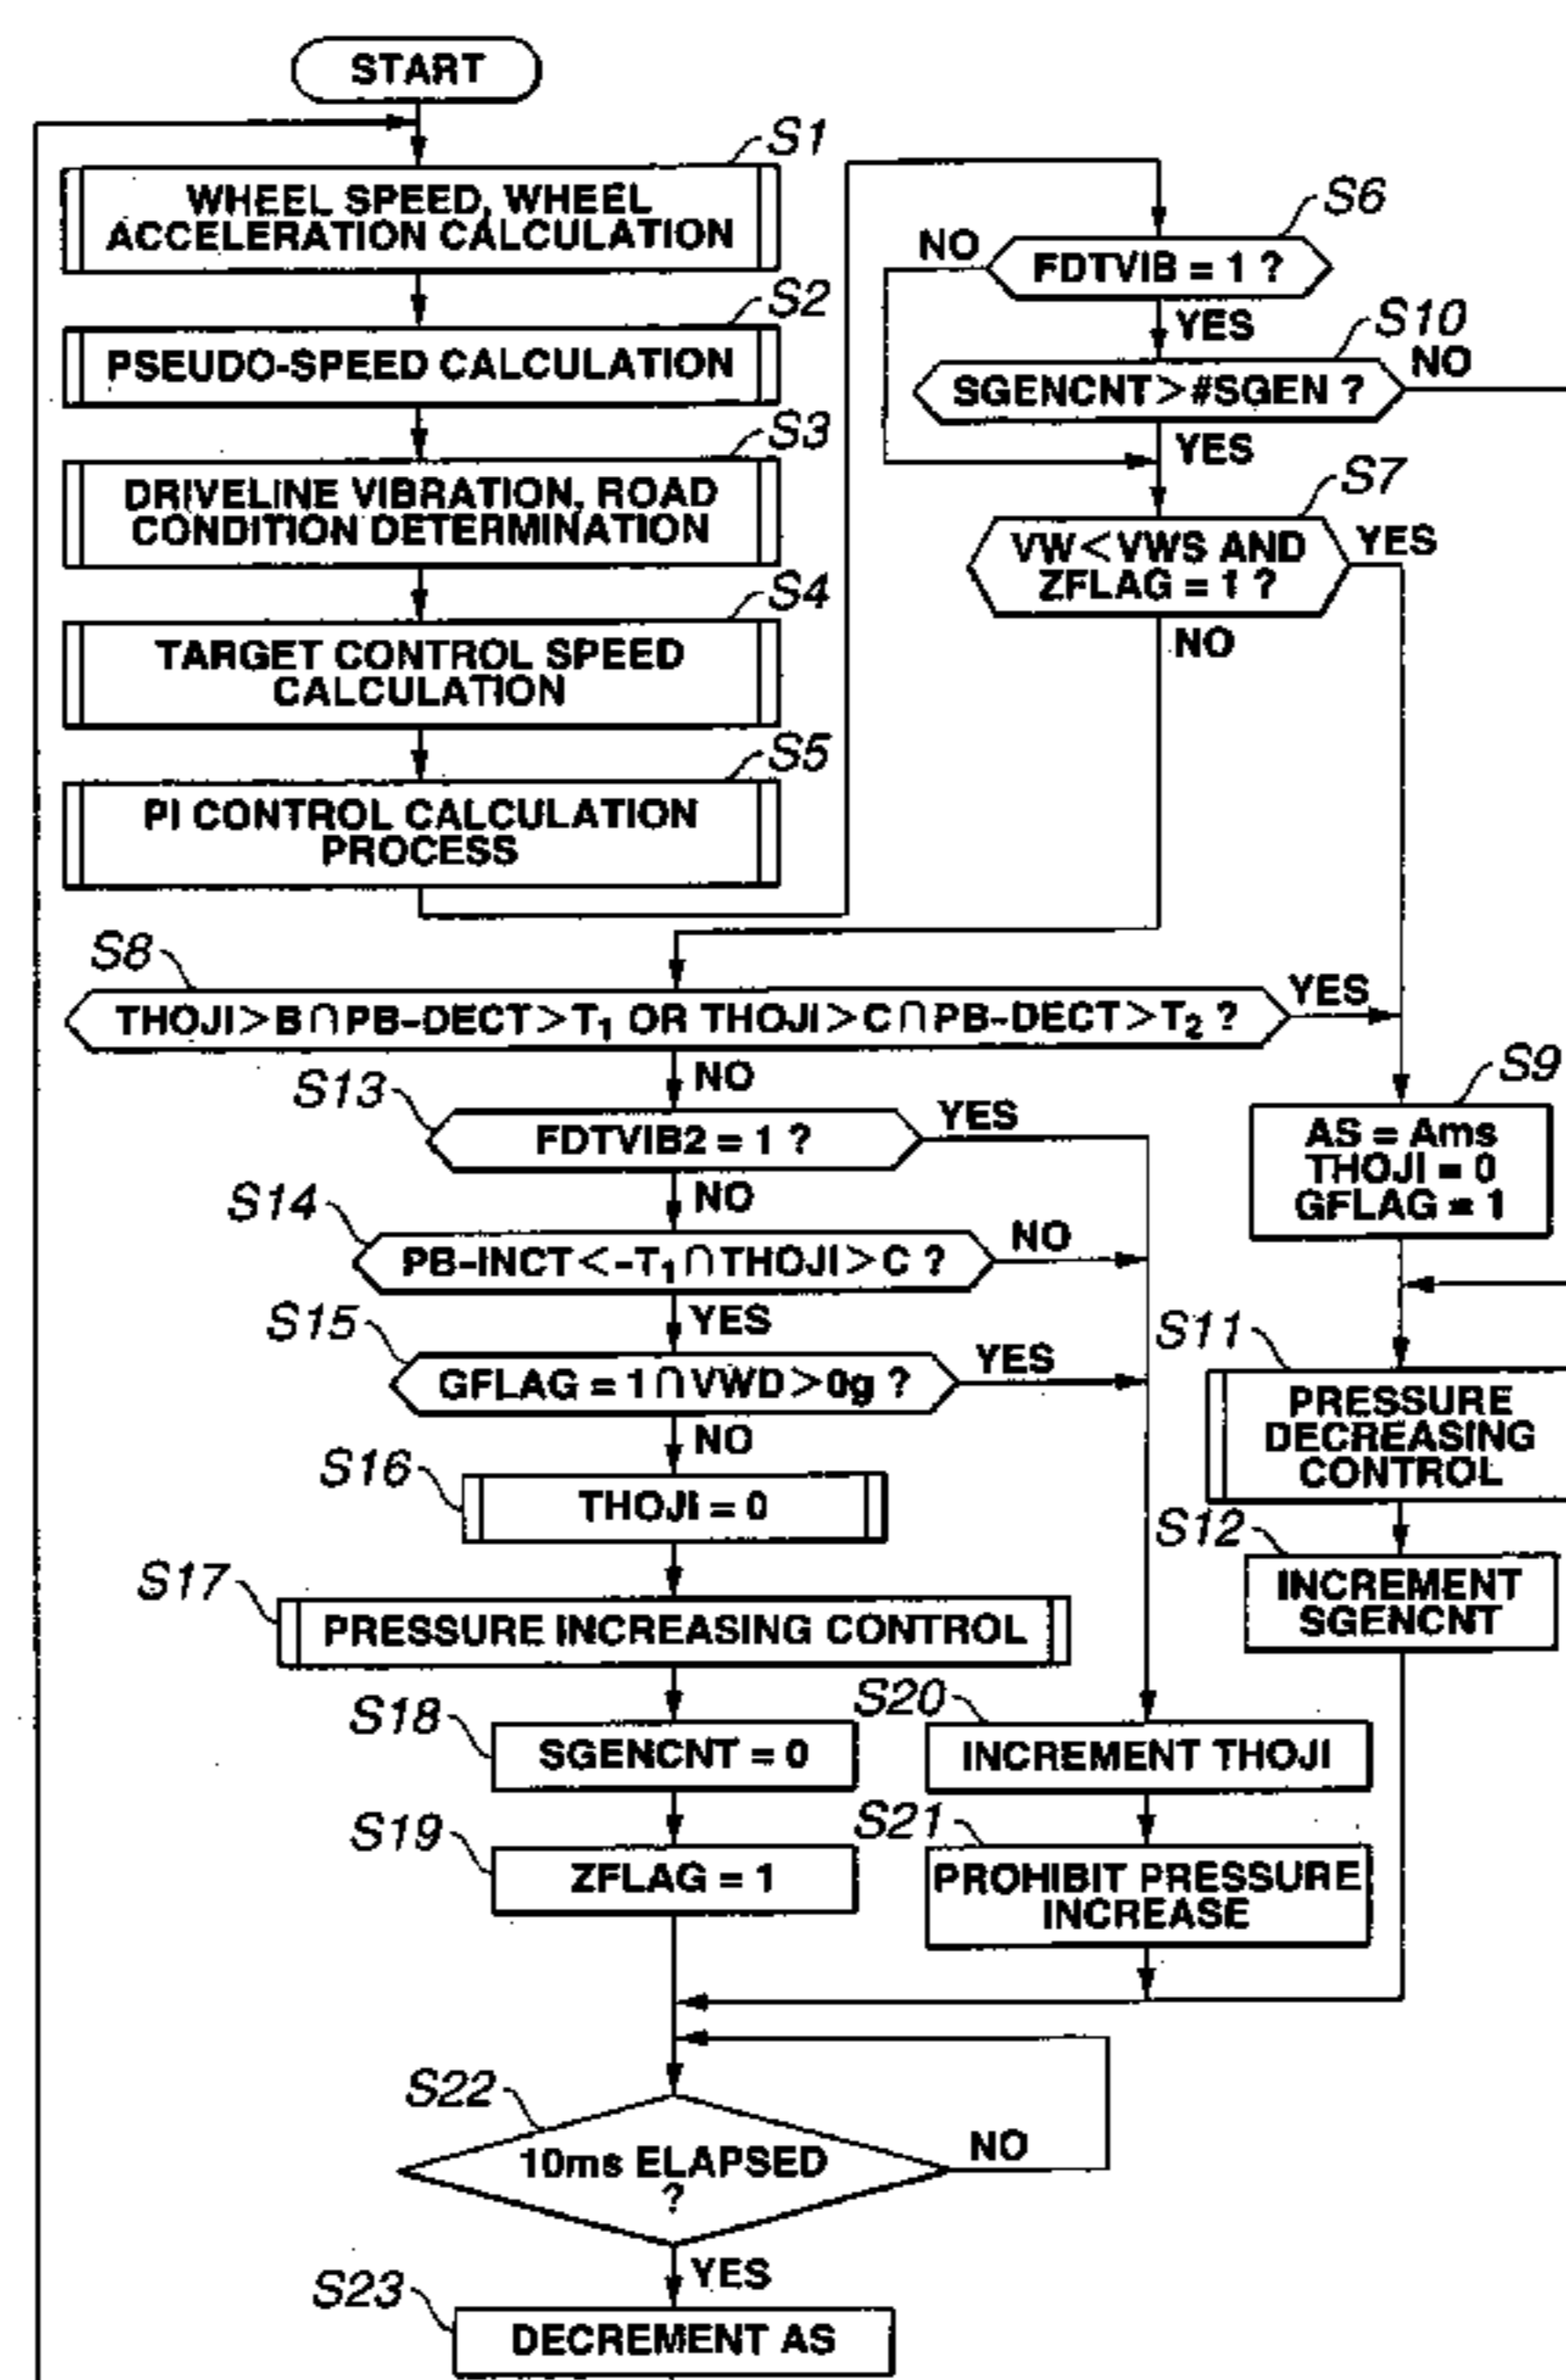 START
S1
WHEEL SPEED, WHEEL
ACCELERATION CALCULATION
S2
PSEUDO-SPEED CALCULATION
S3
DRIVELINE VIBRATION, ROAD
CONDITION DETERMINATION
S4
TARGET CONTROL SPEED
CALCULATION
S5
PI CONTROL CALCULATION
PROCESS
S6
NO
FDTVIB = 1 ?
YES
S10
SGENCNT>#SGEN ?
NO
YES
S7
VW<VWS AND
ZFLAG = 1 ?
YES
NO
S8
THOJI>B∩PB-DECT>T1 OR THOJI>C∩PB-DECT>T2 ?
YES
NO
S9
AS = Ams
THOJI = 0
GFLAG = 1
S13
FDTVIB2 = 1 ?
YES
NO
S14
PB-INCT<-T1∩THOJI>C ?
NO
YES
S15
GFLAG = 1∩VWD>0g ?
YES
NO
S11
PRESSURE
DECREASING
CONTROL
S16
THOJI = 0
S12
INCREMENT
SGENCNT
S17
PRESSURE INCREASING CONTROL
S18
SGENCNT = 0
S20
INCREMENT THOJI
S19
ZFLAG = 1
S21
PROHIBIT PRESSURE
INCREASE
S22
10ms ELAPSED
?
NO
YES
S23
DECREMENT AS